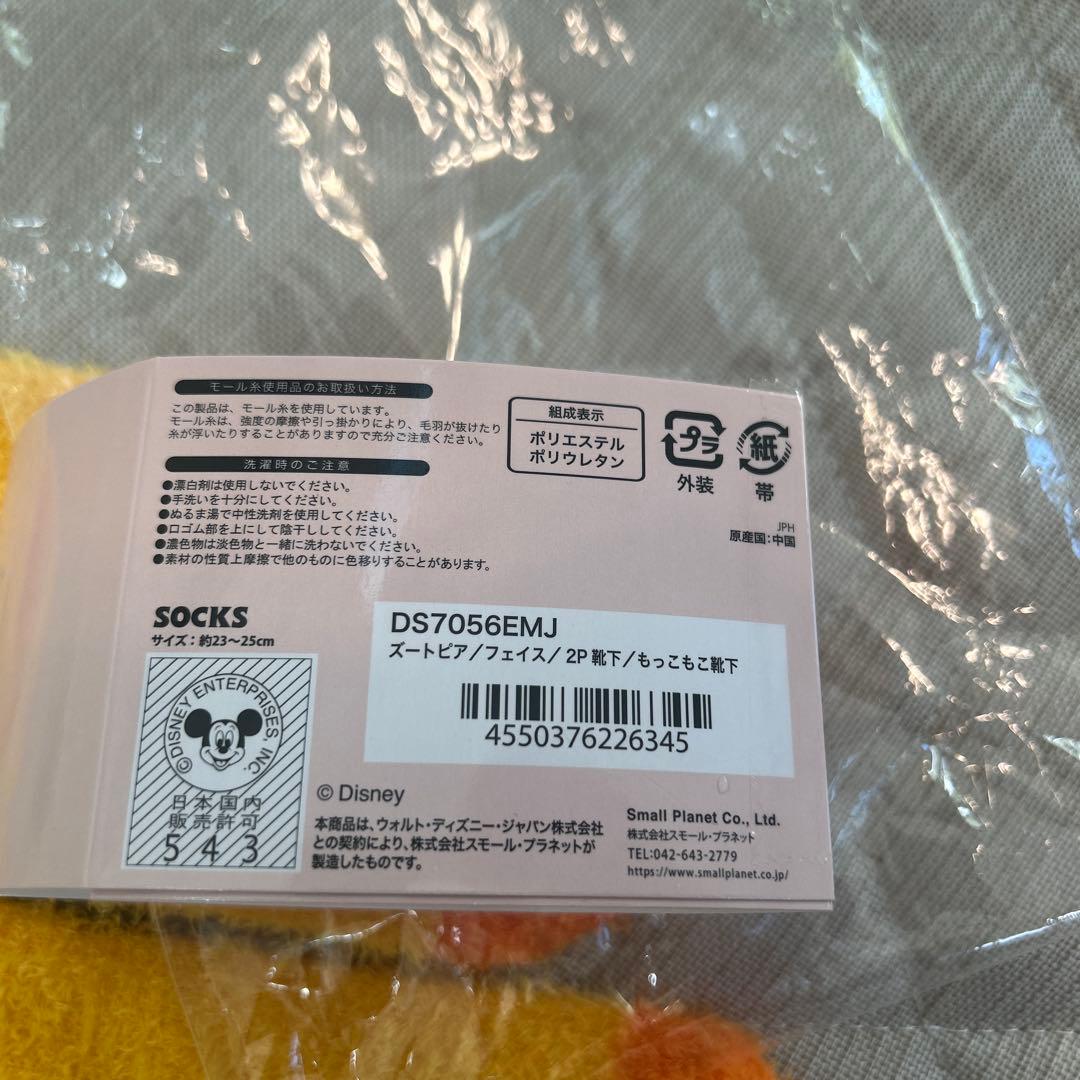 モール糸使用品のお取扱い方法
この製品は、モール糸を使用しています。
モール糸は、強度の摩擦や引っ掛かりにより、毛羽が抜けたり
糸が浮いたりすることがありますので充分ご注意ください。
洗濯時のご注意
●漂白剤は使用しないでください。
●手洗いを十分にしてください。
●ぬるま湯で中性洗剤を使用してください。
●口ゴム部を上にして陰干ししてください。
●濃色物は淡色物と一緒に洗わないでください。
●素材の性質上摩擦で他のものに色移りすることがあります。
組成表示
ポリエステル
ポリウレタン
プラ
外装
紙
帯
JPH
原産国:中国
SOCKS
サイズ:約23~25cm
DS7056EMJ
ズートピア/フェイス/ 2P 靴下/もっこもこ靴下
4550376226345
©DISNEY ENTERPRISES INC.
日本国内
販売許可
543
© Disney
本商品は、ウォルト・ディズニー・ジャパン株式会社
との契約により、株式会社スモール・プラネットが
製造したものです。
Small Planet Co., Ltd.
株式会社スモール・プラネット
TEL:042-643-2779
https://www.smallplanet.co.jp/